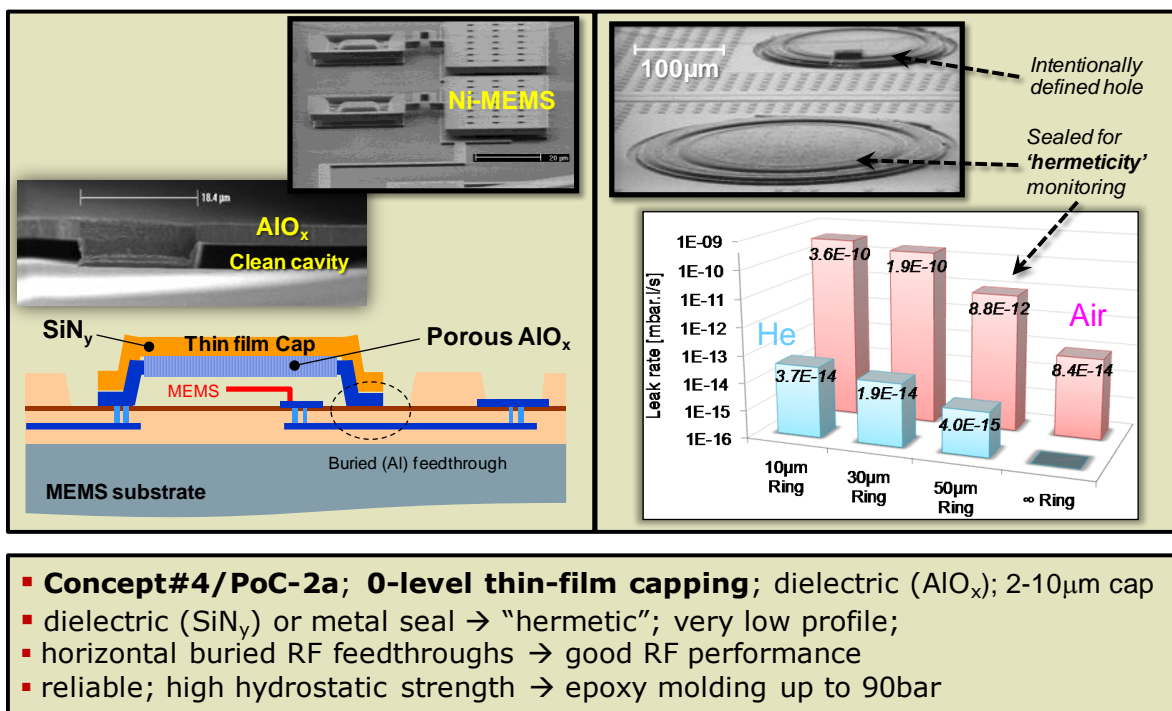 Ni-MEMS
20 µm
18.4 µm
AlOx
Clean cavity
SiNy
Thin film Cap
Porous AlOx
MEMS
Buried (Al) feedthrough
MEMS substrate
100µm
Intentionally
defined hole
Sealed for
'hermeticity'
monitoring
Leak rate [mbar.l/s]
1E-09
1E-10
1E-11
1E-12
1E-13
1E-14
1E-15
1E-16
3.6E-10
1.9E-10
8.8E-12
8.4E-14
Air
He
3.7E-14
1.9E-14
4.0E-15
10µm
Ring
30µm
Ring
50µm
Ring
∞ Ring
▪ Concept#4/PoC-2a; 0-level thin-film capping; dielectric (AlOx); 2-10µm cap
▪ dielectric (SiNy) or metal seal → “hermetic”; very low profile;
▪ horizontal buried RF feedthroughs → good RF performance
▪ reliable; high hydrostatic strength → epoxy molding up to 90bar